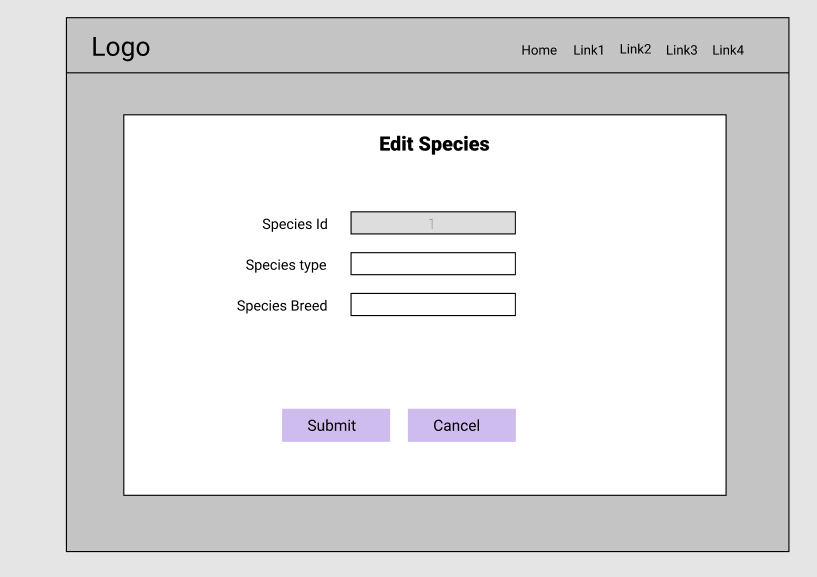 Logo
Home Link1 Link2 Link3 Link4
Edit Species
Species Id 1
Species type
Species Breed
Submit Cancel